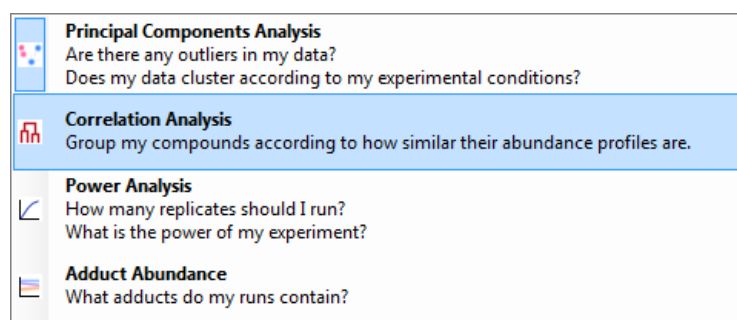 Principal Components Analysis
Are there any outliers in my data?
Does my data cluster according to my experimental conditions?
Correlation Analysis
Group my compounds according to how similar their abundance profiles are.
Power Analysis
How many replicates should I run?
What is the power of my experiment?
Adduct Abundance
What adducts do my runs contain?